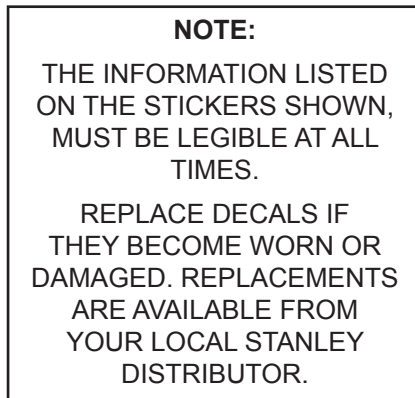 NOTE:
THE INFORMATION LISTED
ON THE STICKERS SHOWN,
MUST BE LEGIBLE AT ALL
TIMES.
REPLACE DECALS IF
THEY BECOME WORN OR
DAMAGED. REPLACEMENTS
ARE AVAILABLE FROM
YOUR LOCAL STANLEY
DISTRIBUTOR.